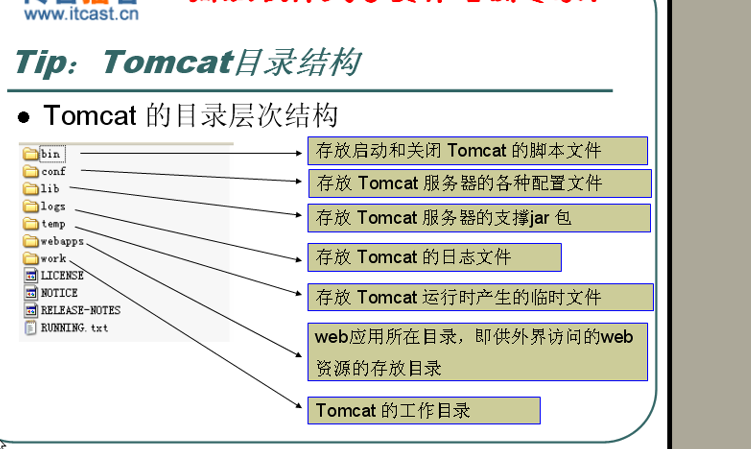 www.itcast.cn
Tip：Tomcat目录结构
● Tomcat 的目录层次结构
bin
存放启动和关闭 Tomcat 的脚本文件
conf
存放 Tomcat 服务器的各种配置文件
lib
存放 Tomcat 服务器的支撑jar 包
logs
存放 Tomcat 的日志文件
temp
存放 Tomcat 运行时产生的临时文件
webapps
web应用所在目录，即供外界访问的web
资源的存放目录
work
Tomcat 的工作目录
LICENSE
NOTICE
RELEASE-NOTES
RUNNING.txt